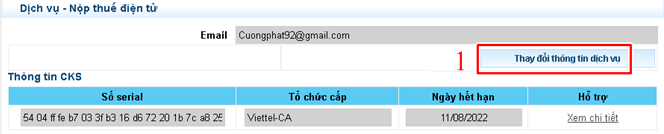 Dịch vụ - Nộp thuế điện tử
Email Cuongphat92@gmail.com
1 Thay đổi thông tin dịch vụ
Thông tin CKS
Số serial Tổ chức cấp Ngày hết hạn Hỗ trợ
54 04 ff fe b7 03 3f b3 16 d6 72 20 1b 7c a8 25 Viettel-CA 11/08/2022 Xem chi tiết